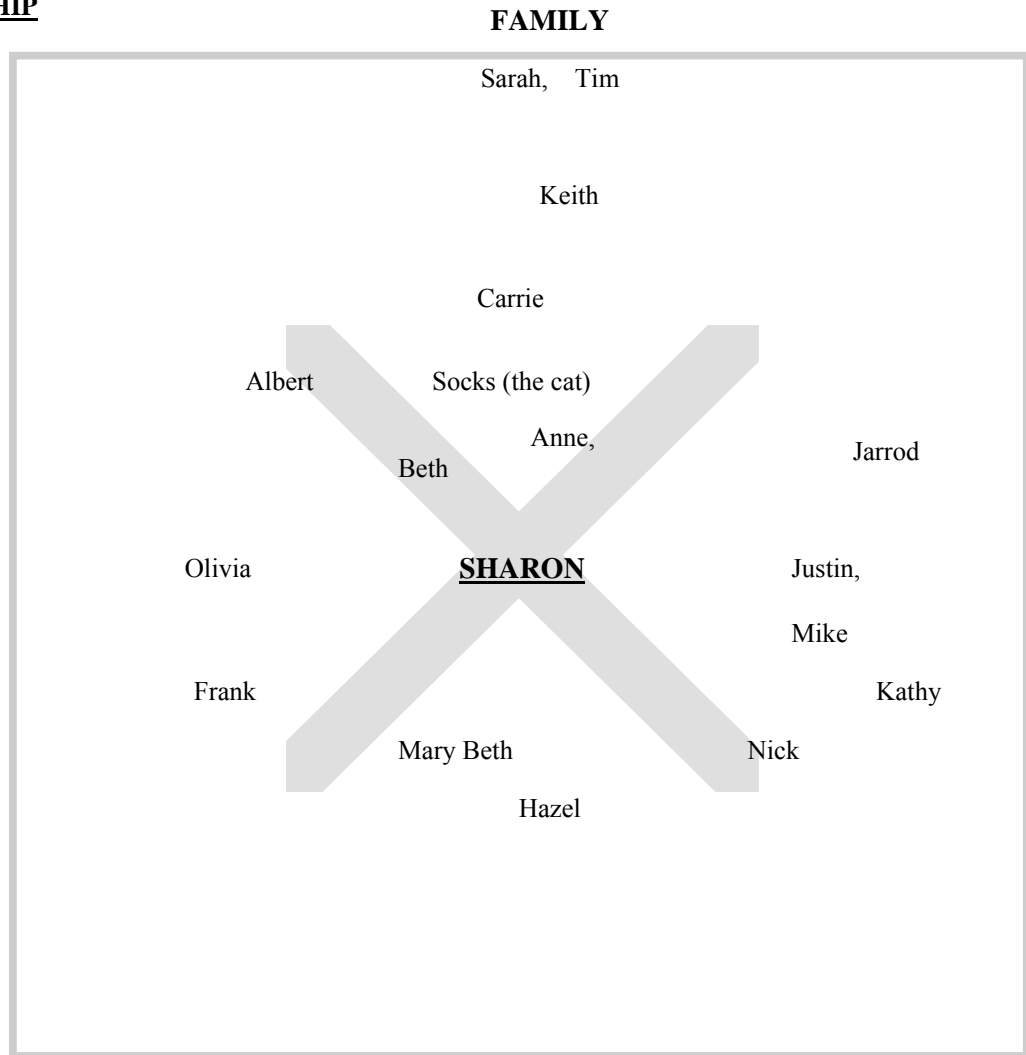 HIP
FAMILY
Sarah, Tim
Keith
Carrie
Albert Socks (the cat)
Anne,
Jarrod
Beth
Olivia SHARON Justin,
Mike
Frank Kathy
Mary Beth Nick
Hazel